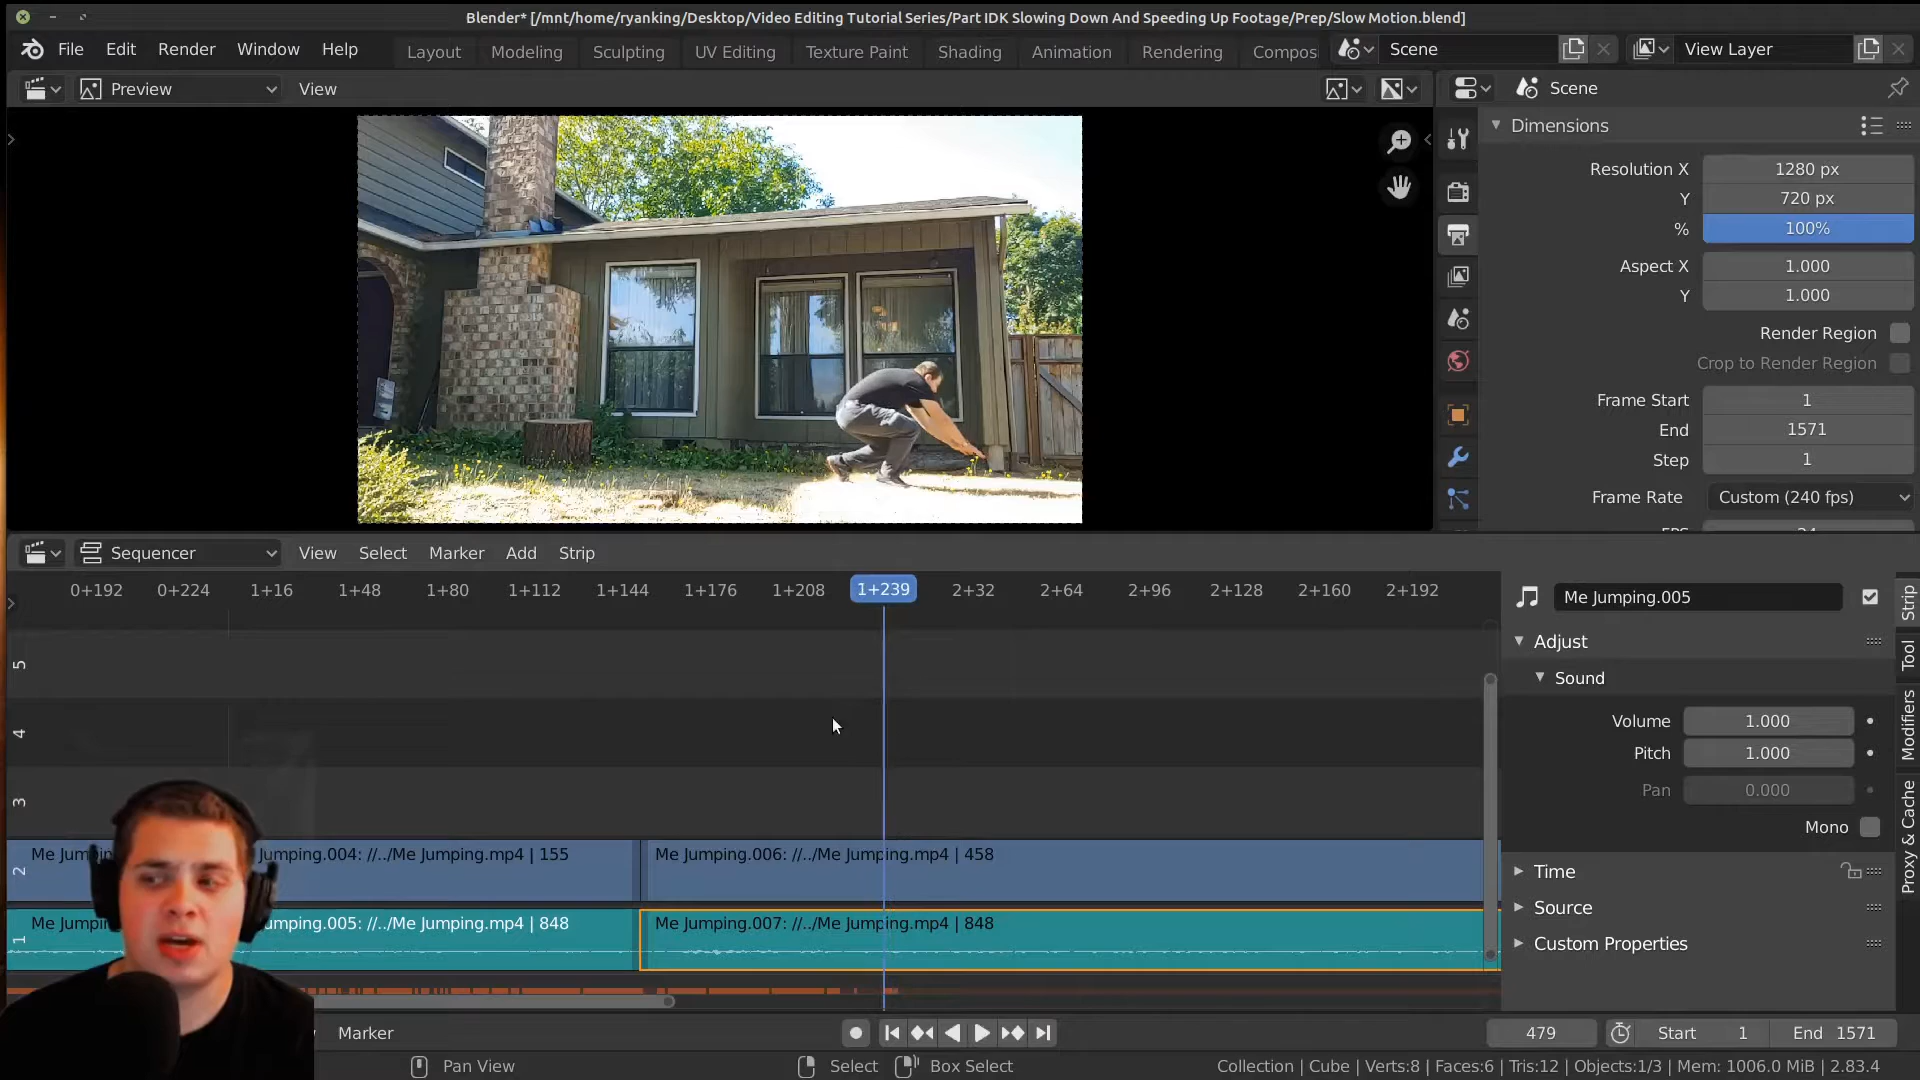 Blender* [/mnt/home/ryanking/Desktop/Video Editing Tutorial Series/Part IDK Slowing Down And Speeding Up Footage/Prep/Slow Motion.blend]
File Edit Render Window Help Layout Modeling Sculpting UV Editing Texture Paint Shading Animation Rendering Compos Scene View Layer
Preview View Scene
Dimensions
Resolution X 1280 px
Y 720 px
% 100%
Aspect X 1.000
Y 1.000
Render Region
Crop to Render Region
Frame Start 1
End 1571
Step 1
Frame Rate Custom (240 fps)
Sequencer View Select Marker Add Strip
0+192 0+224 1+16 1+48 1+80 1+112 1+144 1+176 1+208 1+239 2+32 2+64 2+96 2+128 2+160 2+192
5
4
3
2
1
Me Jumpin Jumping.004: //../Me Jumping.mp4 | 155 Me Jumping.006: //../Me Jumping.mp4 | 458
Me Jumpin umping.005: //../Me Jumping.mp4 | 848 Me Jumping.007: //../Me Jumping.mp4 | 848
Me Jumping.005
Adjust
Sound
Volume 1.000
Pitch 1.000
Pan 0.000
Mono
Time
Source
Custom Properties
Strip
Tool
Modifiers
Proxy & Cache
Marker 479 Start 1 End 1571
Pan View Select Box Select Collection | Cube | Verts:8 | Faces:6 | Tris:12 | Objects:1/3 | Mem: 1006.0 MiB | 2.83.4